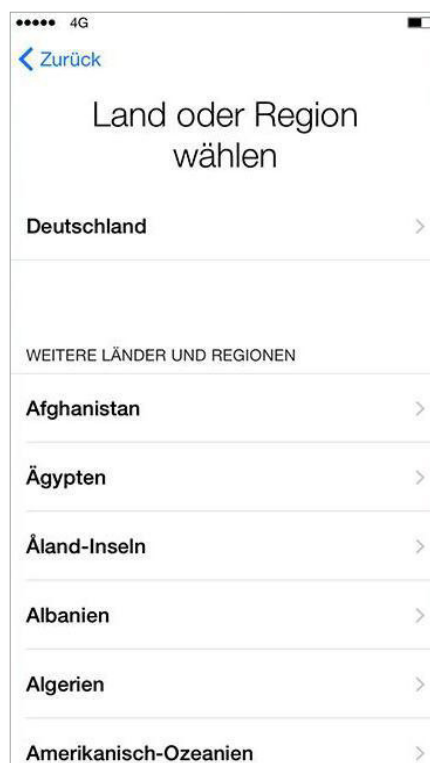 4G
Zurück
Land oder Region
wählen
Deutschland
WEITERE LÄNDER UND REGIONEN
Afghanistan
Ägypten
Åland-Inseln
Albanien
Algerien
Amerikanisch-Ozeanien